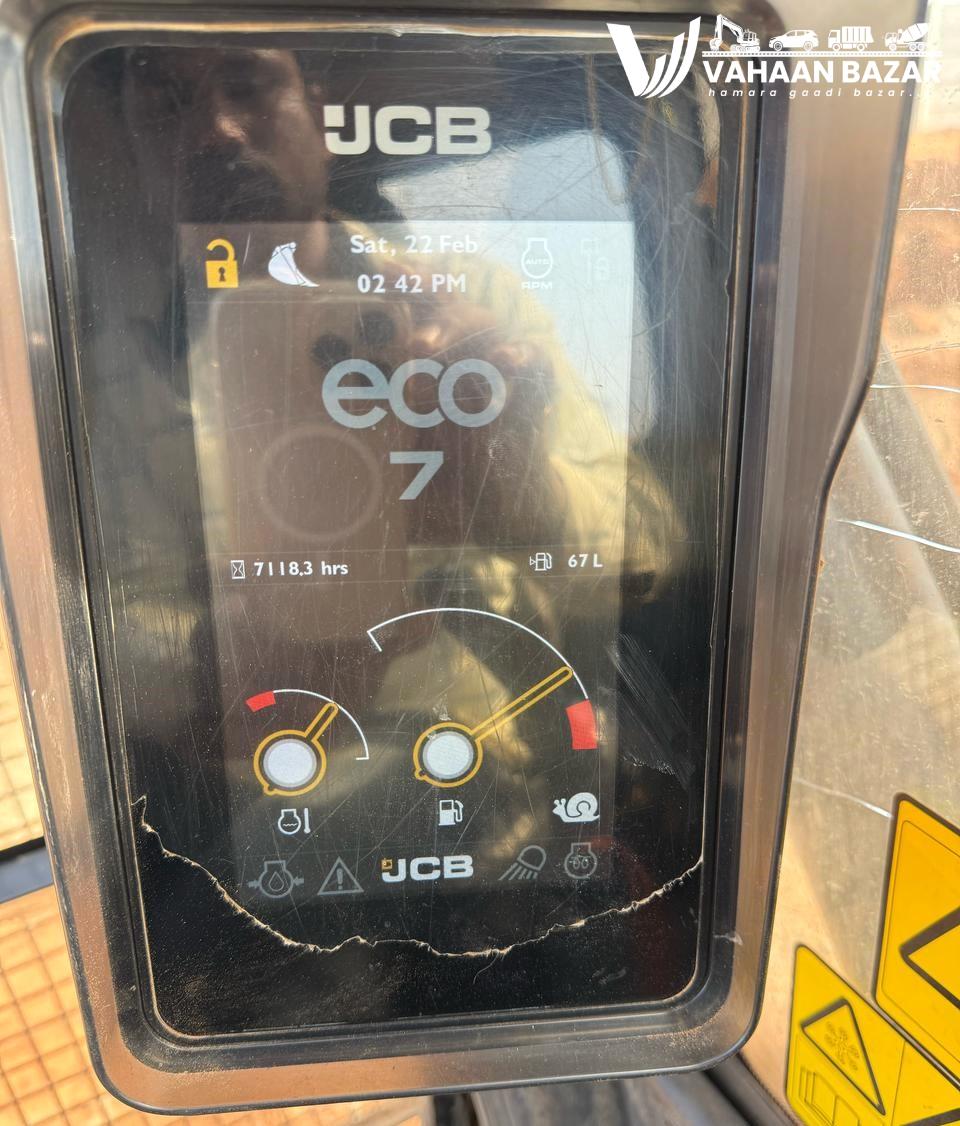 VAHAAN BAZAR
hamara gaadi bazar...
JCB
Sat, 22 Feb
02 42 PM
AUTO
RPM
eco
7
7118.3 hrs
67 L
JCB